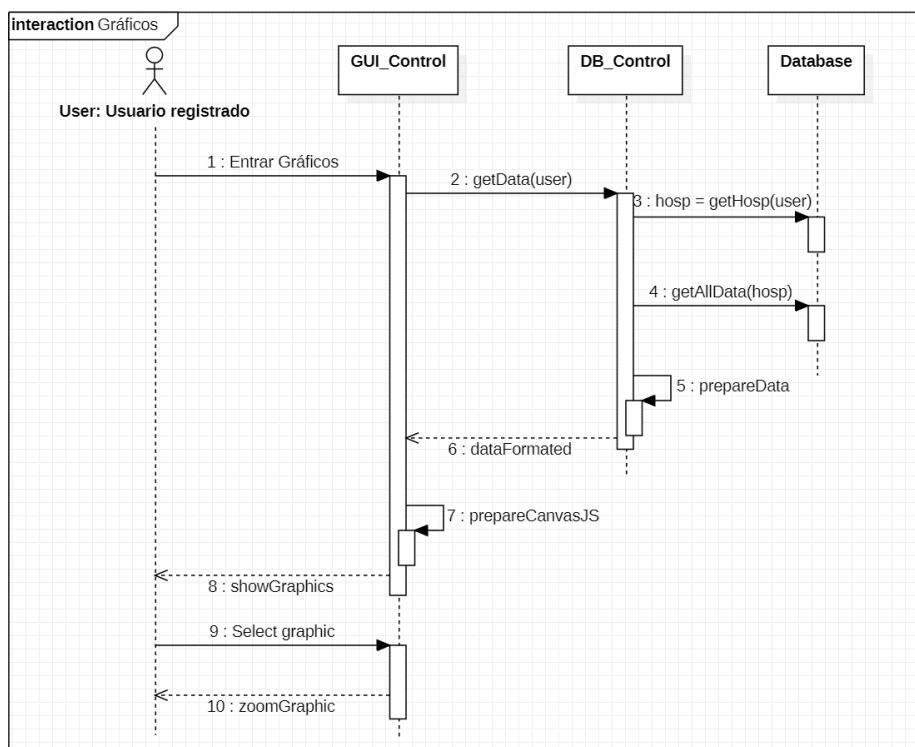 interaction Gráficos
GUI_Control
DB_Control
Database
User: Usuario registrado
1 : Entrar Gráficos
2 : getData(user)
3 : hosp = getHosp(user)
4 : getAllData(hosp)
5 : prepareData
6 : dataFormated
7 : prepareCanvasJS
8 : showGraphics
9 : Select graphic
10 : zoomGraphic